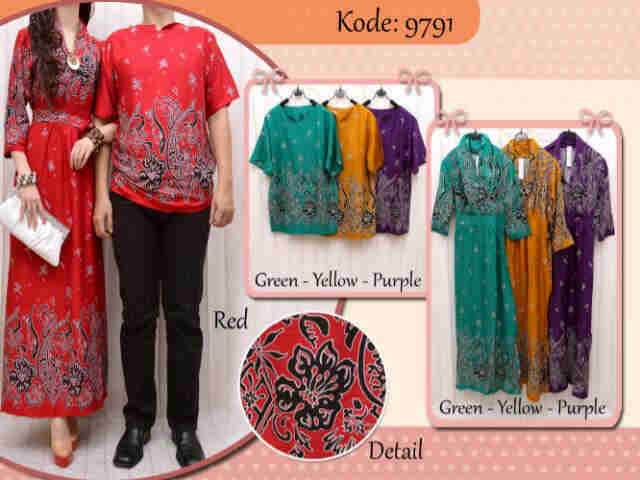 Kode: 9791
Green - Yellow - Purple
Red
Green - Yellow - Purple
Detail